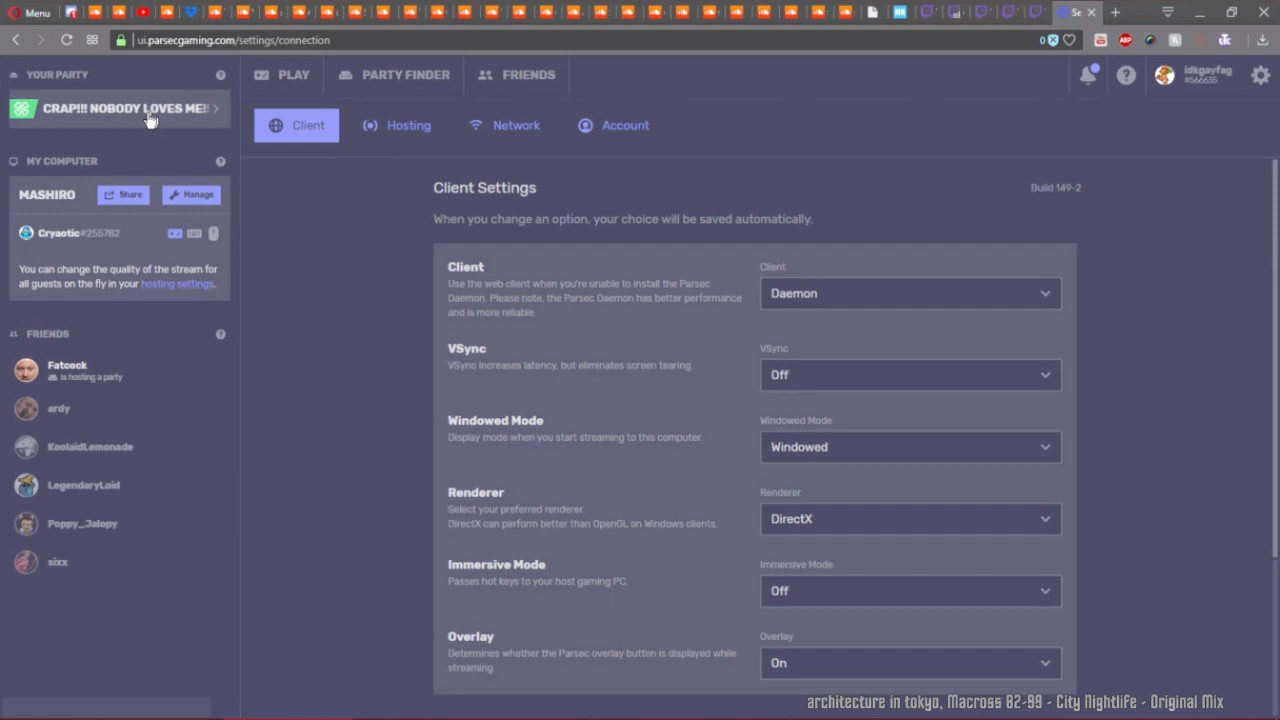 Menu
Se
ui.parsecgaming.com/settings/connection
0
ABP
YOUR PARTY
PLAY
PARTY FINDER
FRIENDS
idkgayfag
#566635
CRAP!!! NOBODY LOVES ME!!
Client
Hosting
Network
Account
MY COMPUTER
MASHIRO
Share
Manage
Client Settings
Build 149-2
When you change an option, your choice will be saved automatically.
Cryaotic#255782
You can change the quality of the stream for
all guests on the fly in your hosting settings.
Client
Use the web client when you're unable to install the Parsec
Daemon. Please note, the Parsec Daemon has better performance
and is more reliable.
Client
Daemon
FRIENDS
Fatcock
is hosting a party
ardy
KoolaidLemonade
LegendaryLoid
Poppy_Jalopy
sixx
VSync
VSync increases latency, but eliminates screen tearing.
VSync
Off
Windowed Mode
Display mode when you start streaming to this computer.
Windowed Mode
Windowed
Renderer
Select your preferred renderer.
DirectX can perform better than OpenGL on Windows clients.
Renderer
DirectX
Immersive Mode
Passes hot keys to your host gaming PC.
Immersive Mode
Off
Overlay
Determines whether the Parsec overlay button is displayed while
streaming.
Overlay
On
architecture in tokyo, Macross 82-99 - City Nightlife - Original Mix